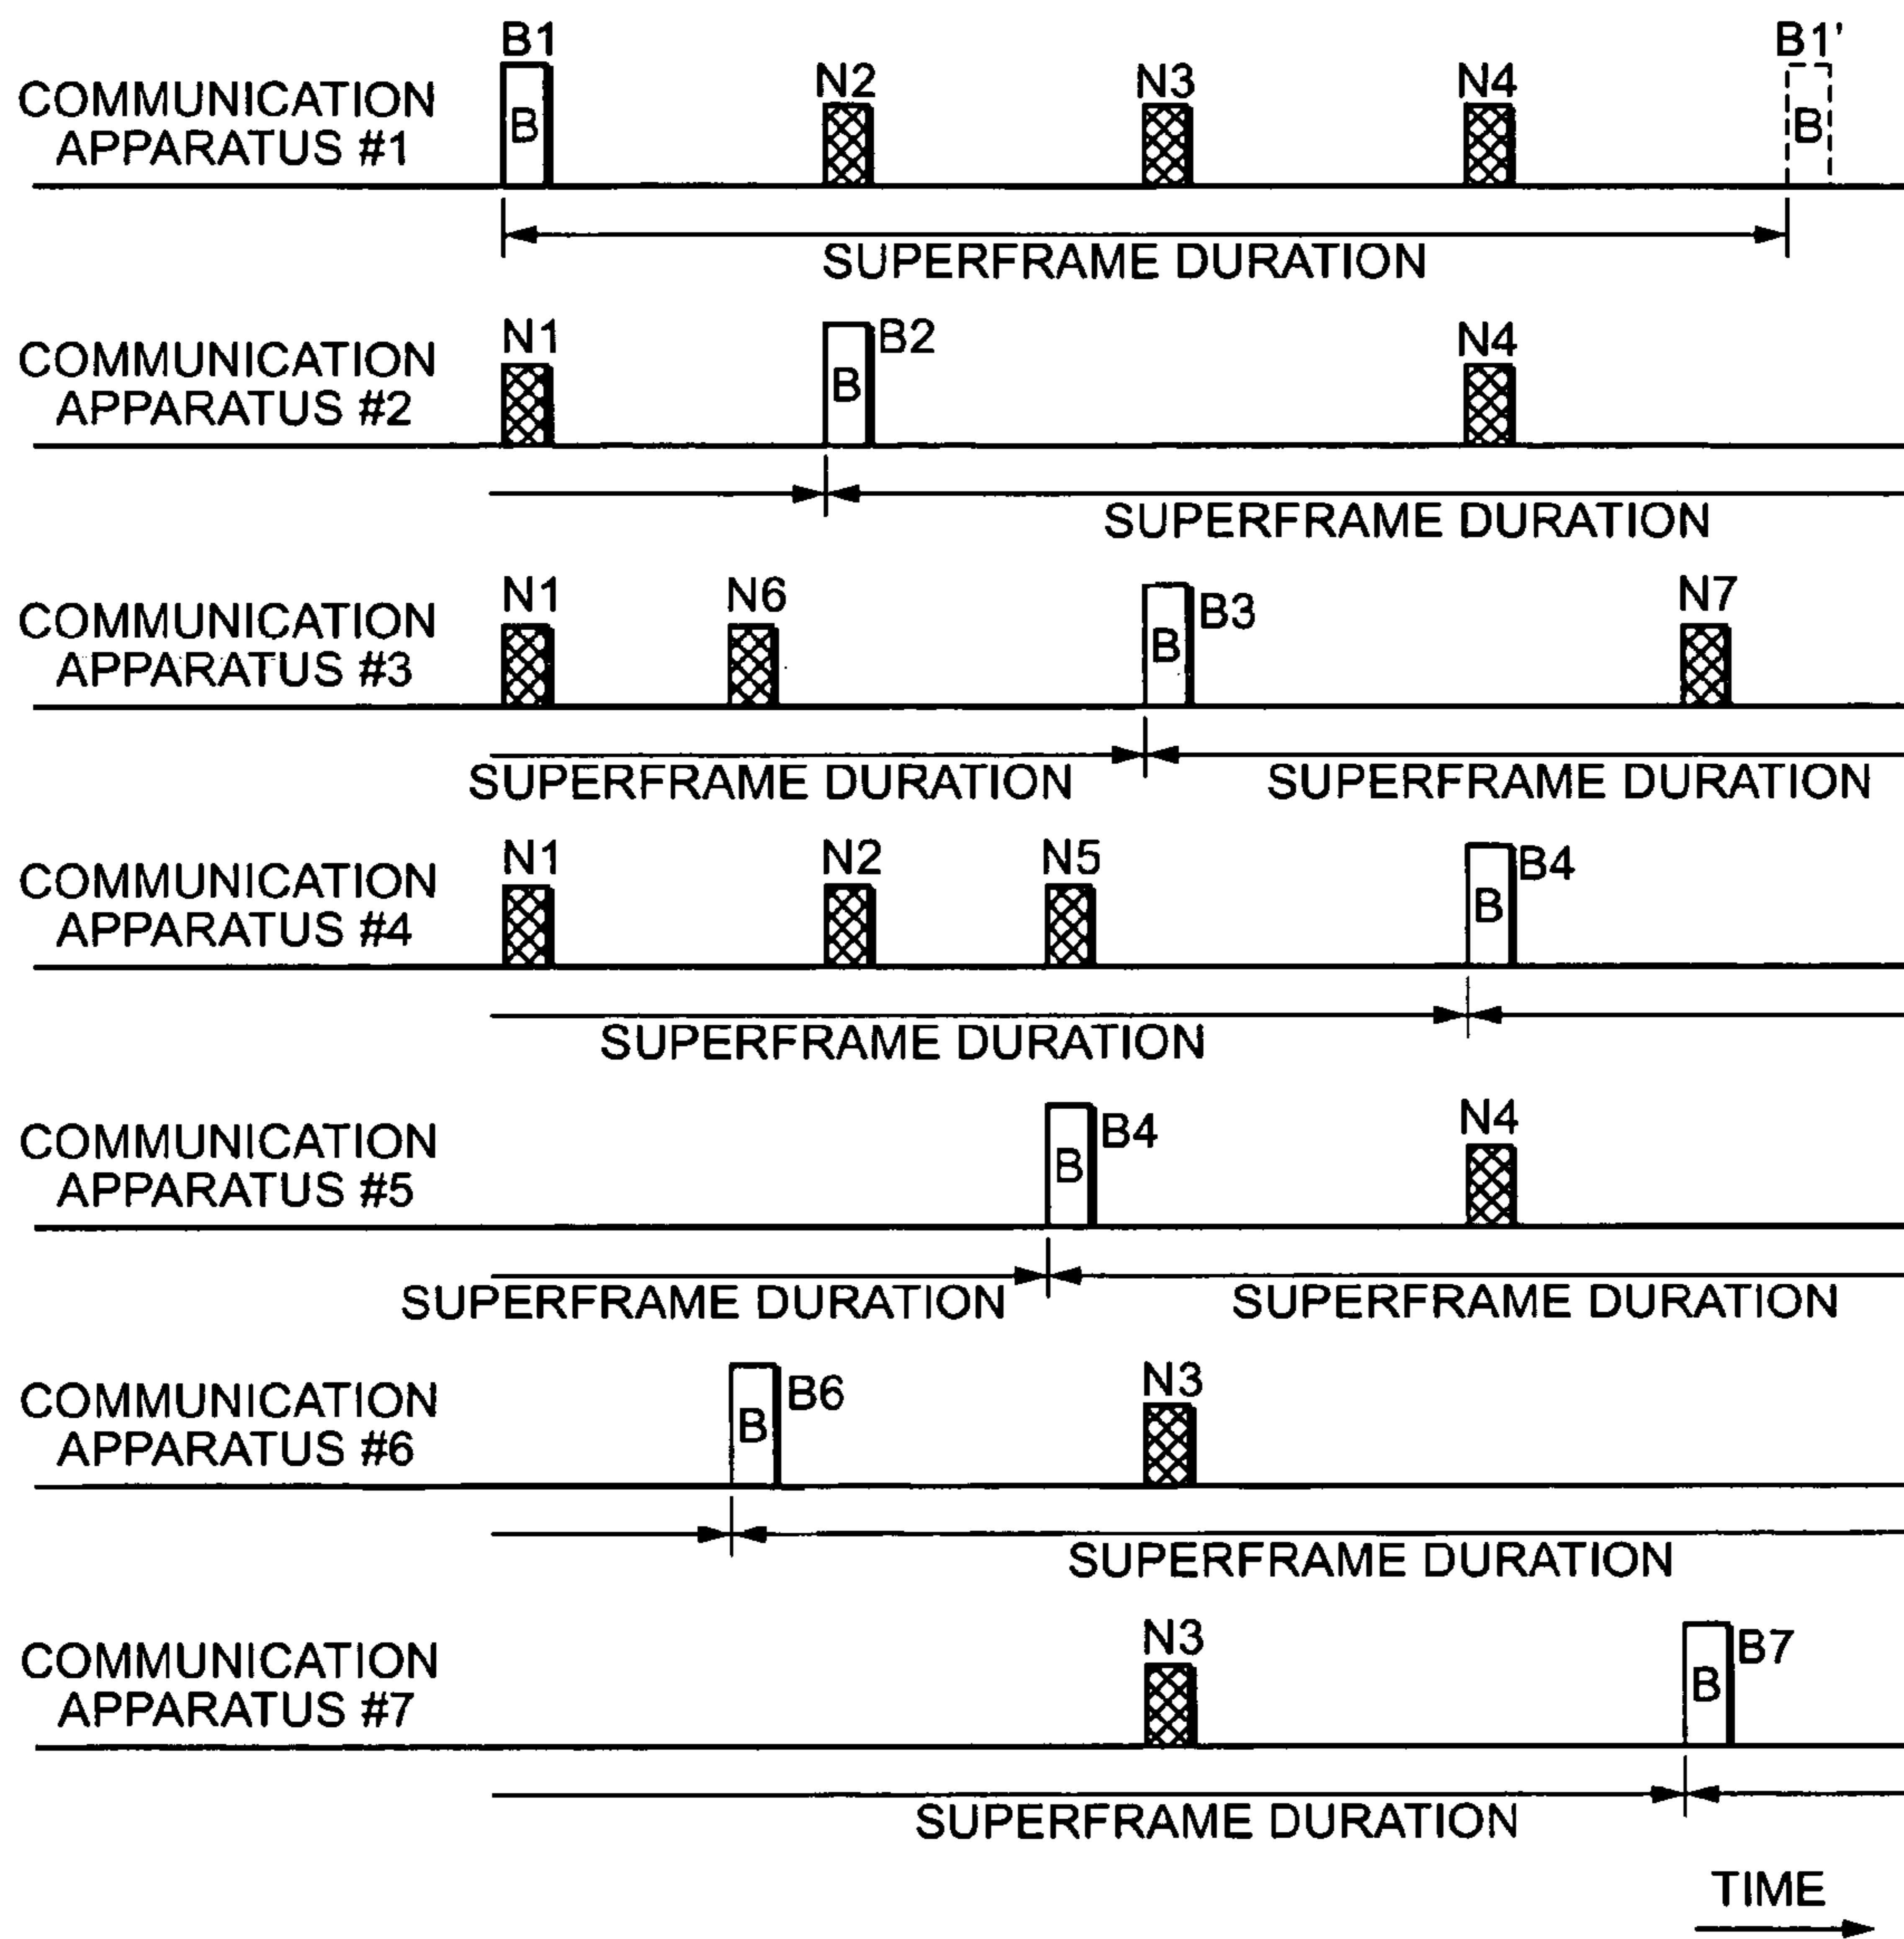 B1
N2
N3
N4
B1'
COMMUNICATION
APPARATUS #1
B
B
SUPERFRAME DURATION
N1
B2
N4
COMMUNICATION
APPARATUS #2
B
SUPERFRAME DURATION
N1
N6
B3
N7
COMMUNICATION
APPARATUS #3
B
SUPERFRAME DURATION
SUPERFRAME DURATION
N1
N2
N5
B4
COMMUNICATION
APPARATUS #4
B
SUPERFRAME DURATION
B4
N4
COMMUNICATION
APPARATUS #5
B
SUPERFRAME DURATION
SUPERFRAME DURATION
B6
N3
COMMUNICATION
APPARATUS #6
B
SUPERFRAME DURATION
N3
B7
COMMUNICATION
APPARATUS #7
B
SUPERFRAME DURATION
TIME